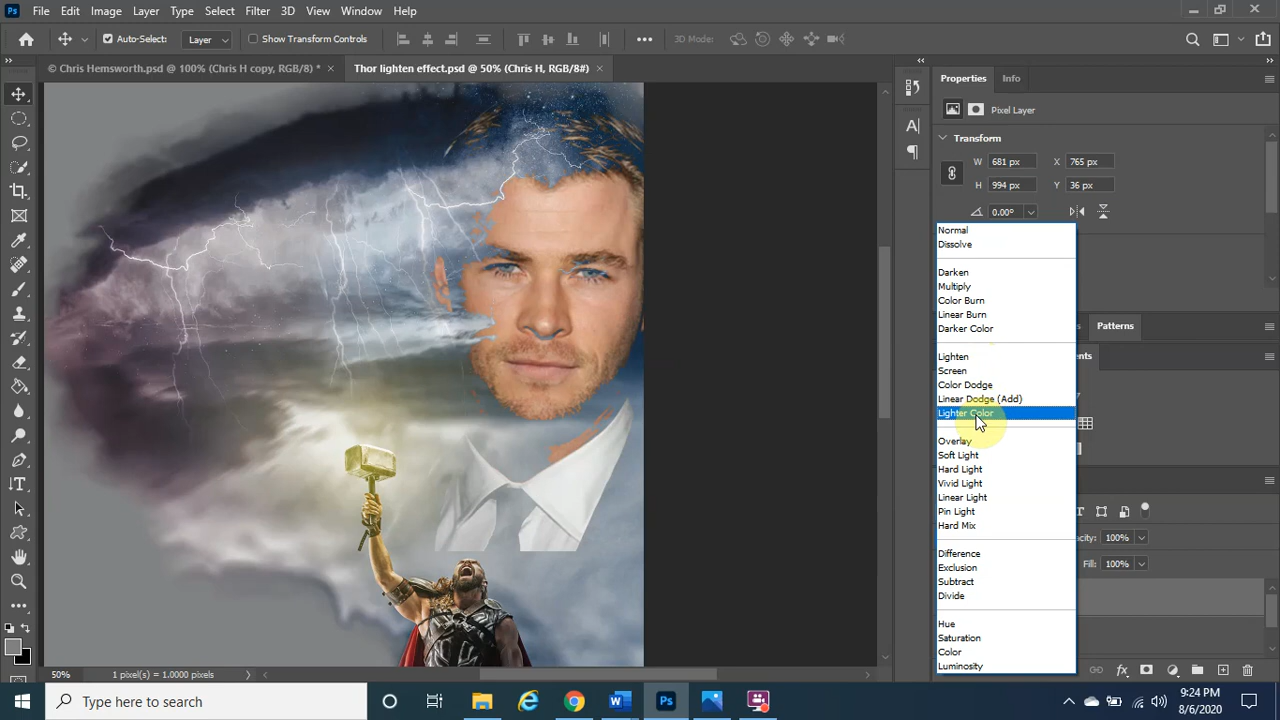 Ps File Edit Image Layer Type Select Filter 3D View Window Help
Auto-Select: Layer Show Transform Controls 3D Mode:
© Chris Hemsworth.psd @ 100% (Chris H copy, RGB/8) * × Thor lighten effect.psd @ 50% (Chris H, RGB/8#) ×
Properties Info
Pixel Layer
Transform
W 681 px X 765 px
H 994 px Y 36 px
0.00°
Normal
Dissolve
Darken
Multiply
Color Burn
Linear Burn
Darker Color
Patterns
Lighten
Screen
Color Dodge
Linear Dodge (Add)
Lighter Color
Overlay
Soft Light
Hard Light
Vivid Light
Linear Light
Pin Light
Hard Mix
100%
Fill: 100%
Difference
Exclusion
Subtract
Divide
Hue
Saturation
Color
Luminosity
50% 1 pixel(s) = 1.0000 pixels
Type here to search
9:24 PM
8/6/2020